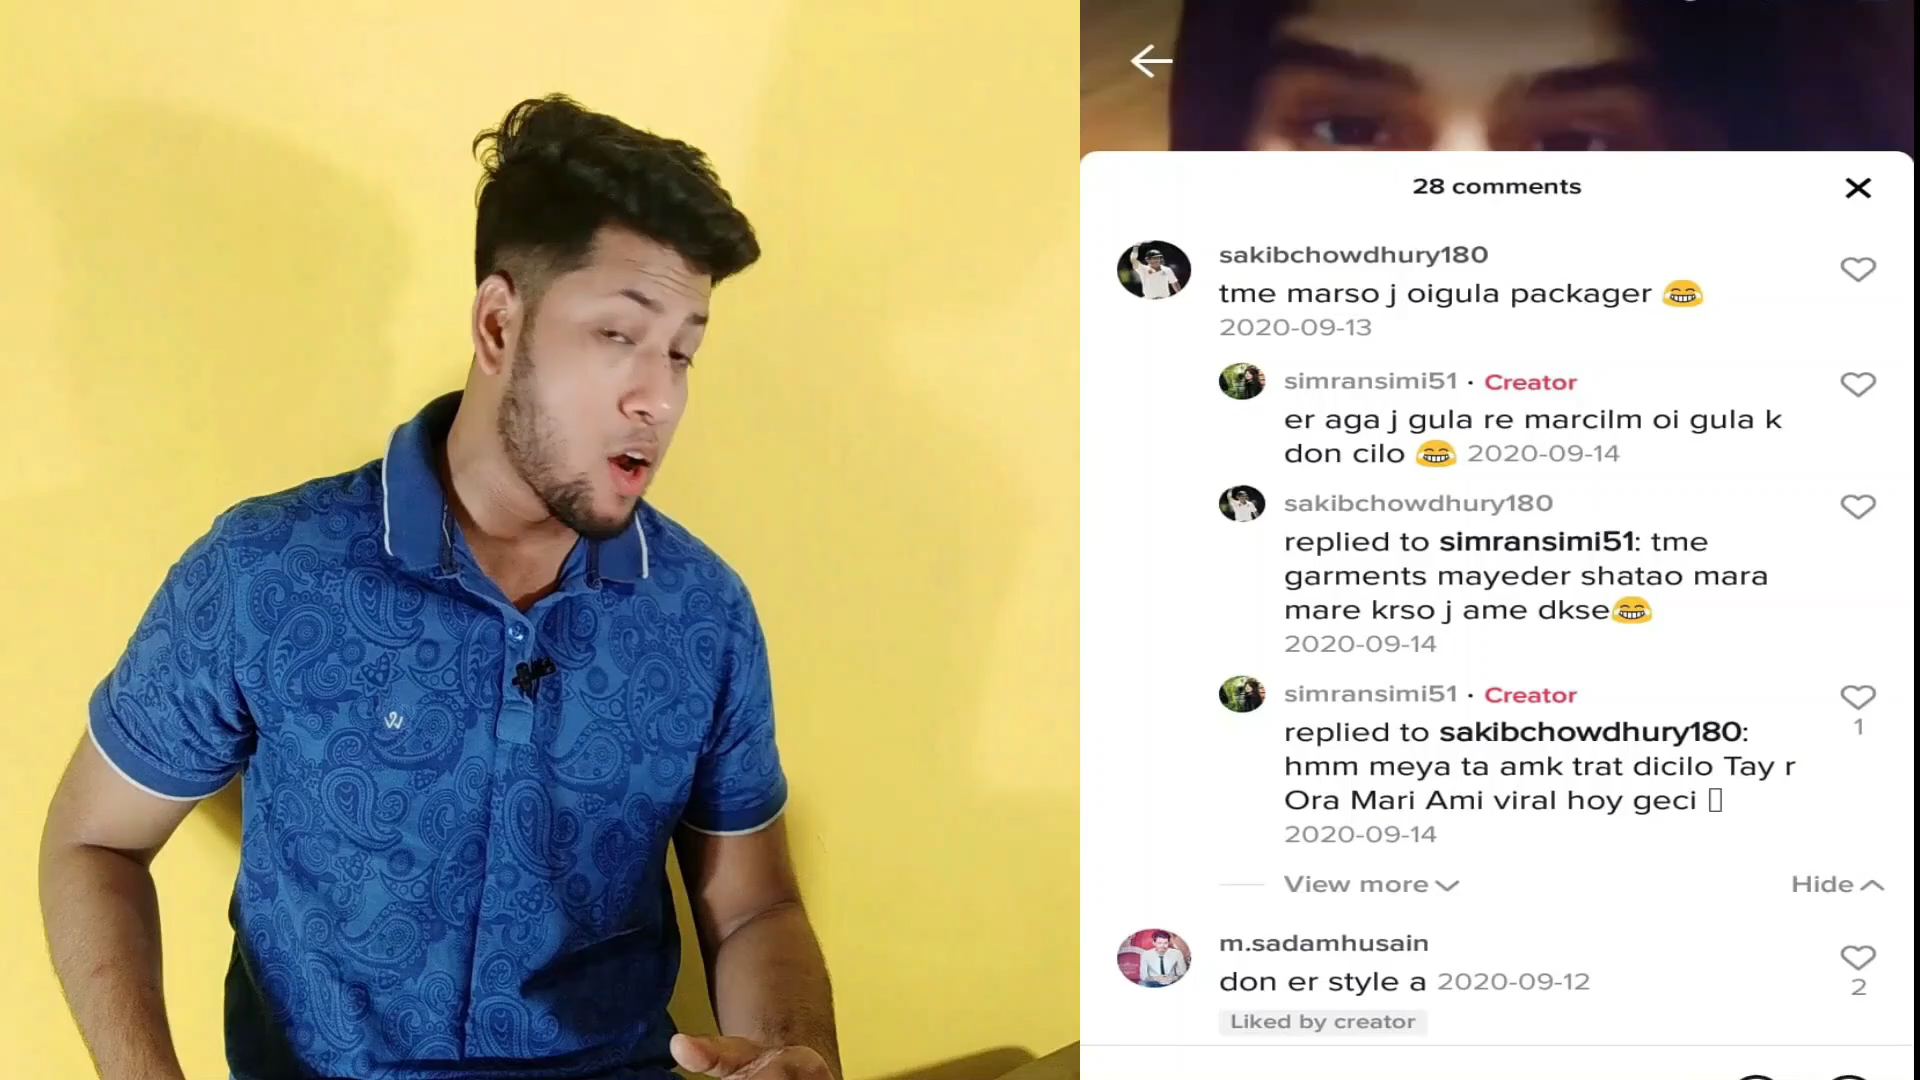 28 comments
sakibchowdhury180
tme marso j oigula packager 😂
2020-09-13
simransimi51 · Creator
er aga j gula re marcilm oi gula k
don cilo 😂 2020-09-14
sakibchowdhury180
replied to simransimi51: tme
garments mayeder shatao mara
mare krso j ame dkse😂
2020-09-14
simransimi51 · Creator
replied to sakibchowdhury180:
1
hmm meya ta amk trat dicilo Tay r
Ora Mari Ami viral hoy geci
2020-09-14
View more
Hide
m.sadamhusain
don er style a 2020-09-12
2
Liked by creator